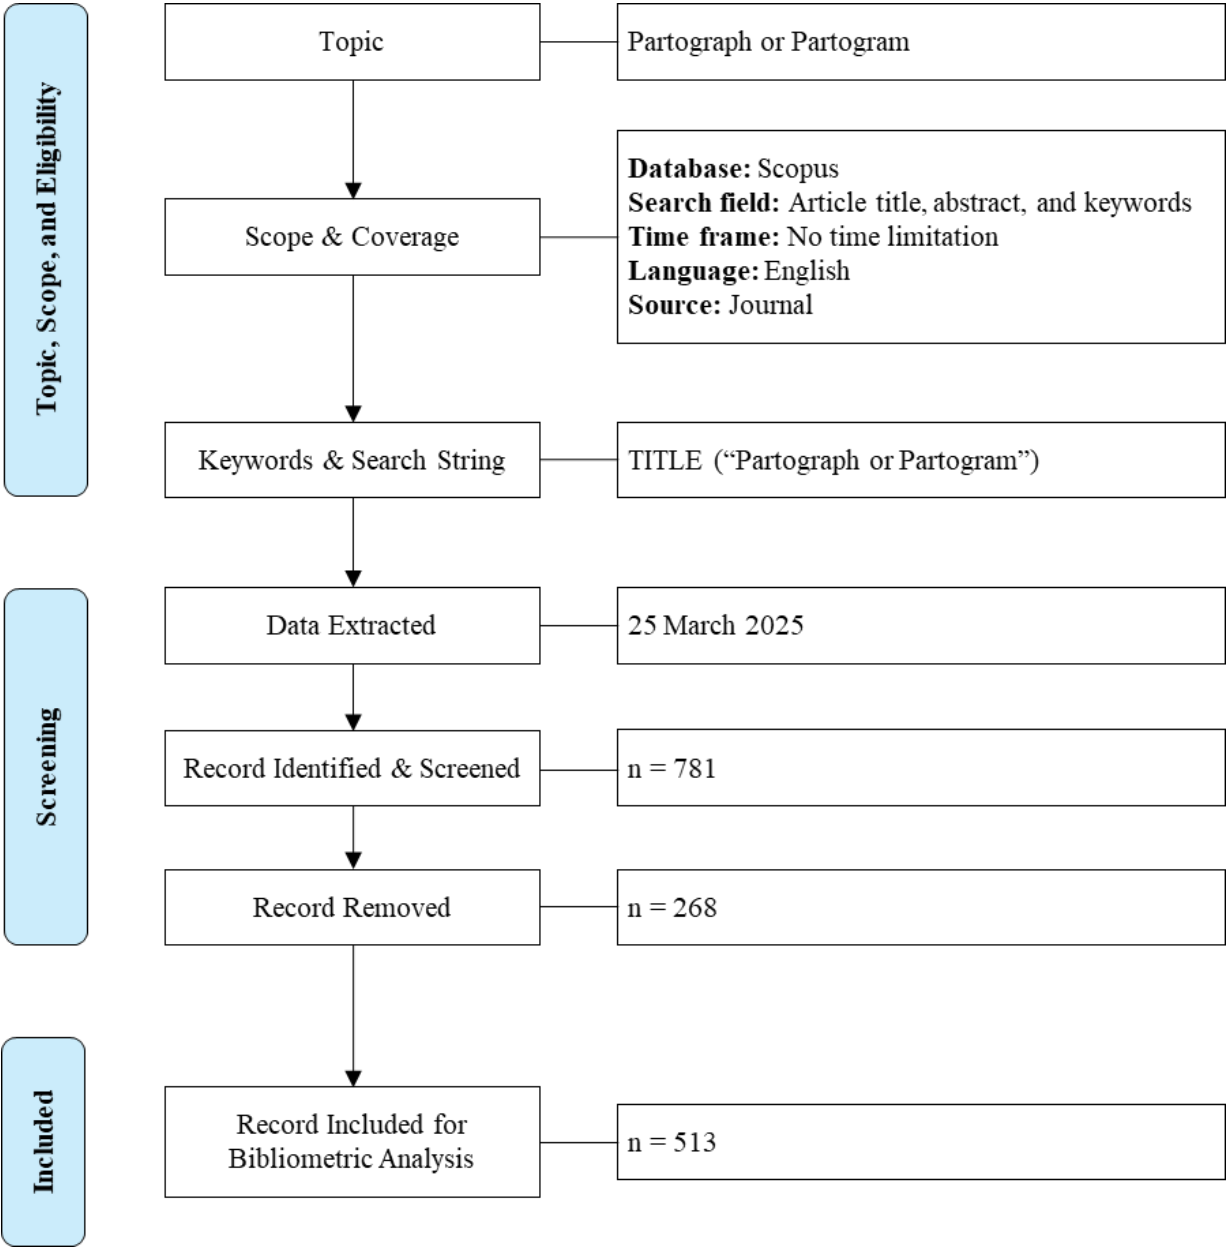 Topic, Scope, and Eligibility
Topic
Partograph or Partogram
Scope & Coverage
Database: Scopus
Search field: Article title, abstract, and keywords
Time frame: No time limitation
Language: English
Source: Journal
Keywords & Search String
TITLE (“Partograph or Partogram”)
Screening
Data Extracted
25 March 2025
Record Identified & Screened
n = 781
Record Removed
n = 268
Included
Record Included for
Bibliometric Analysis
n = 513